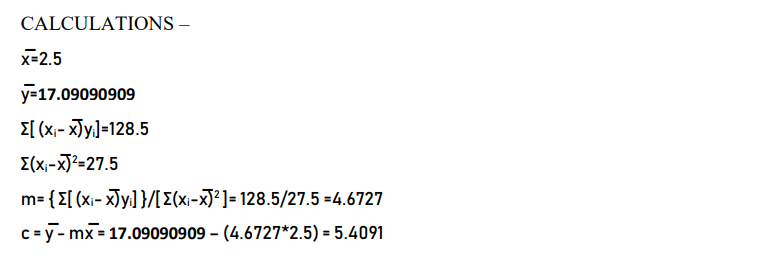 CALCULATIONS –
x̅=2.5
y̅=17.09090909
Σ[ (xᵢ- x̅)yᵢ]=128.5
Σ(xᵢ-x̅)²=27.5
m= { Σ[ (xᵢ- x̅)yᵢ] }/[ Σ(xᵢ-x̅)² ]= 128.5/27.5 =4.6727
c = y̅ - mx̅ = 17.09090909 – (4.6727*2.5) = 5.4091